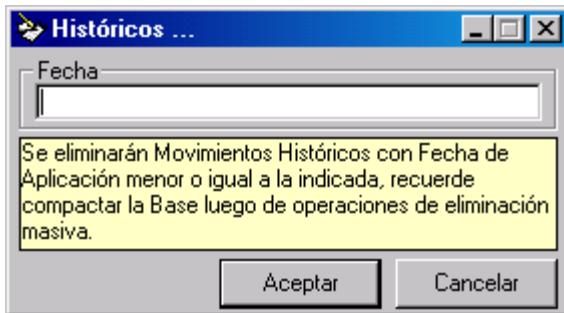 Históricos ...
Fecha
Se eliminarán Movimientos Históricos con Fecha de
Aplicación menor o igual a la indicada, recuerde
compactar la Base luego de operaciones de eliminación
masiva.
Aceptar
Cancelar